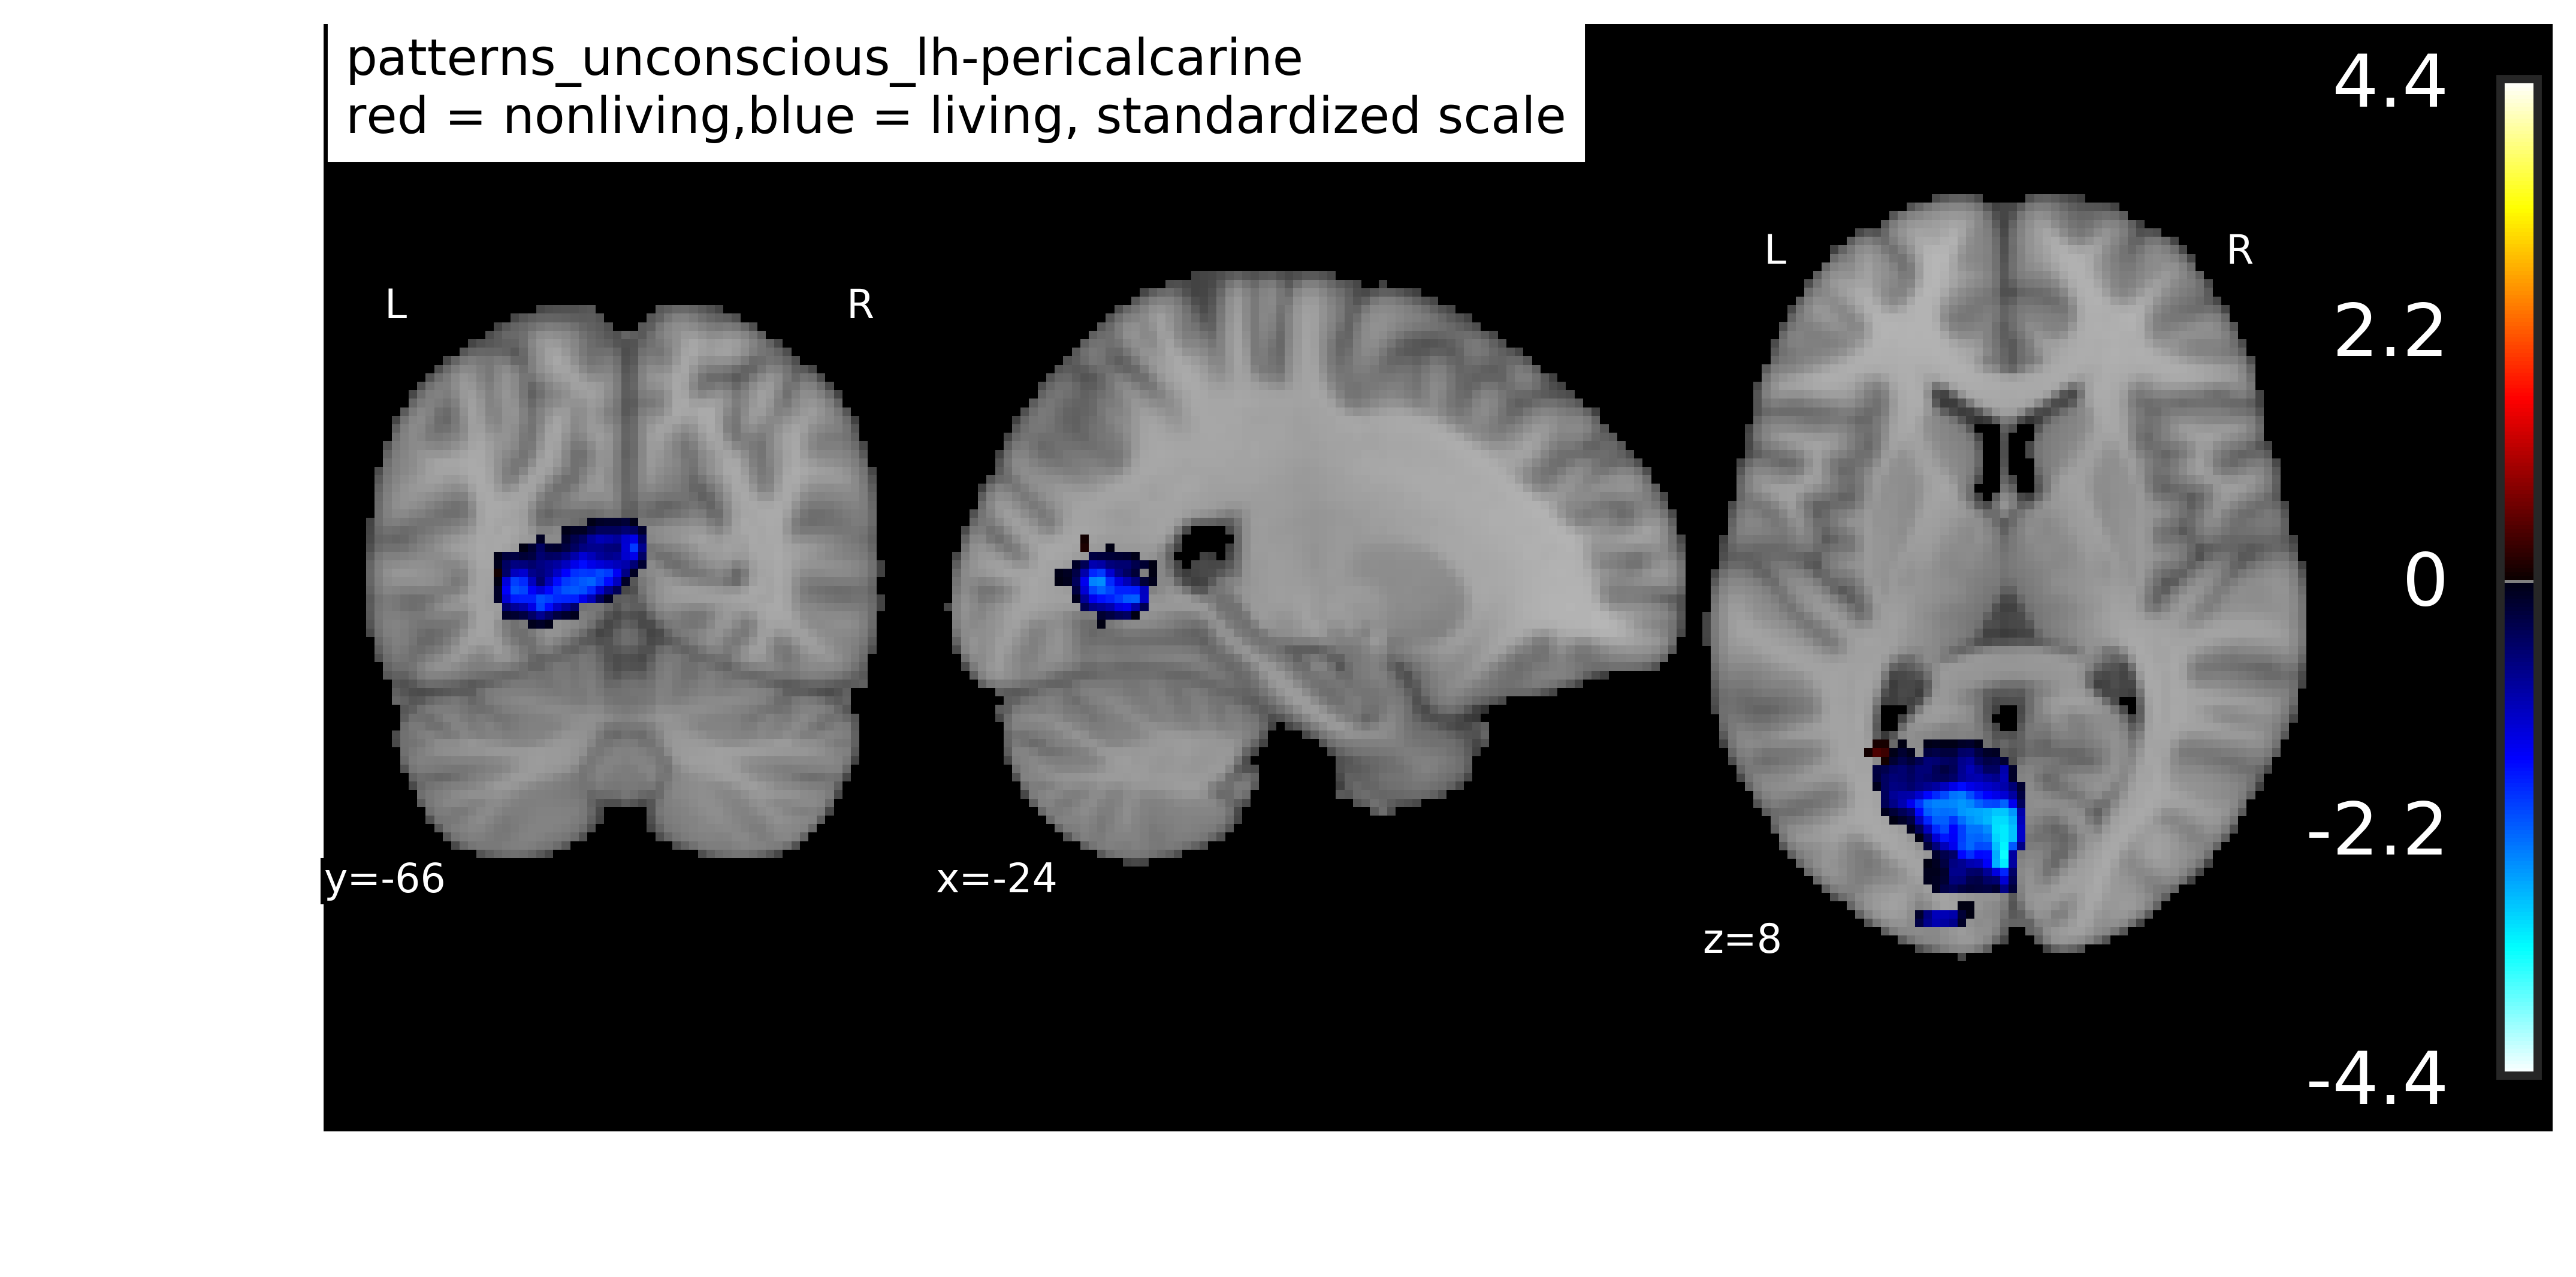 patterns_unconscious_lh-pericalcarine
red = nonliving,blue = living, standardized scale
L
R
y=-66
x=-24
L
R
z=8
4.4
2.2
0
-2.2
-4.4